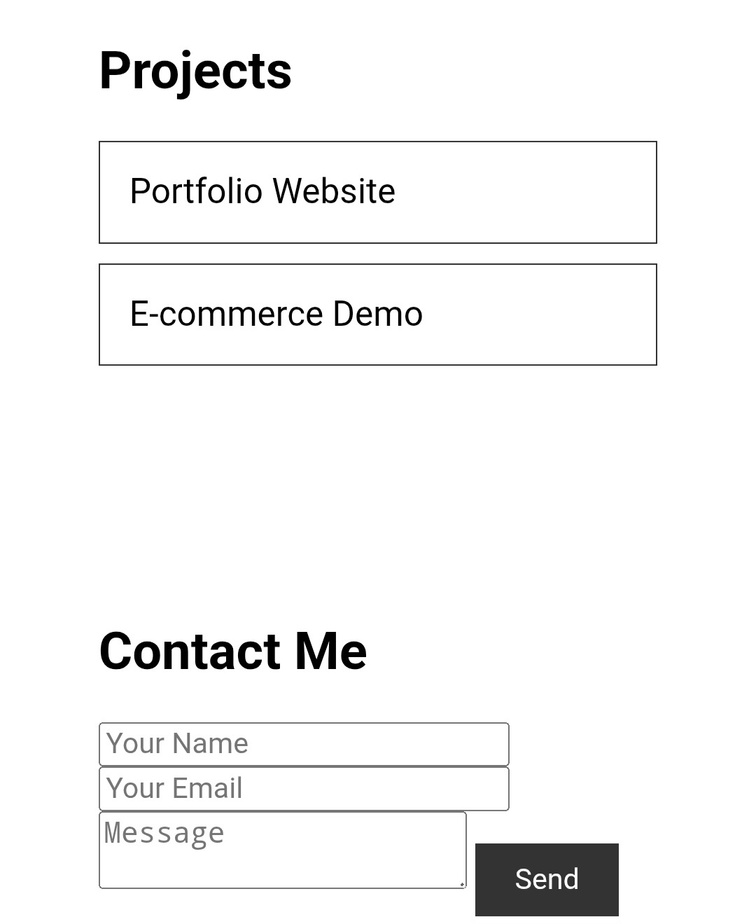 Projects
Portfolio Website
E-commerce Demo
Contact Me
Your Name
Your Email
Message
Send